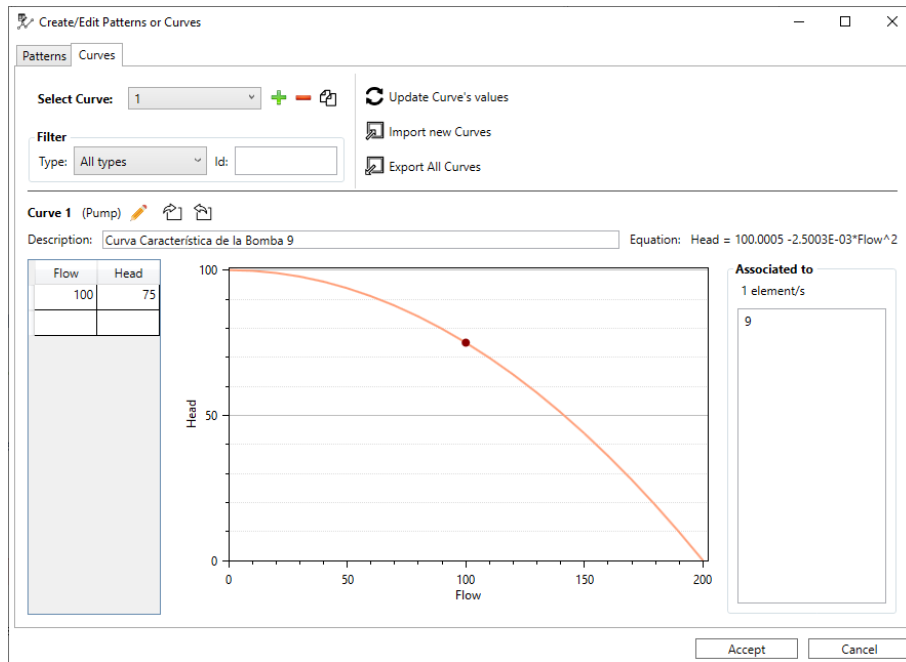 Create/Edit Patterns or Curves
Patterns Curves
Select Curve: 1
Update Curve's values
Import new Curves
Export All Curves
Filter
Type: All types Id:
Curve 1 (Pump)
Description: Curva Característica de la Bomba 9
Equation: Head = 100.0005 -2.5003E-03*Flow^2
Flow Head
100 75
100
50
0
Head
0 50 100 150 200
Flow
Associated to
1 element/s
9
Accept Cancel